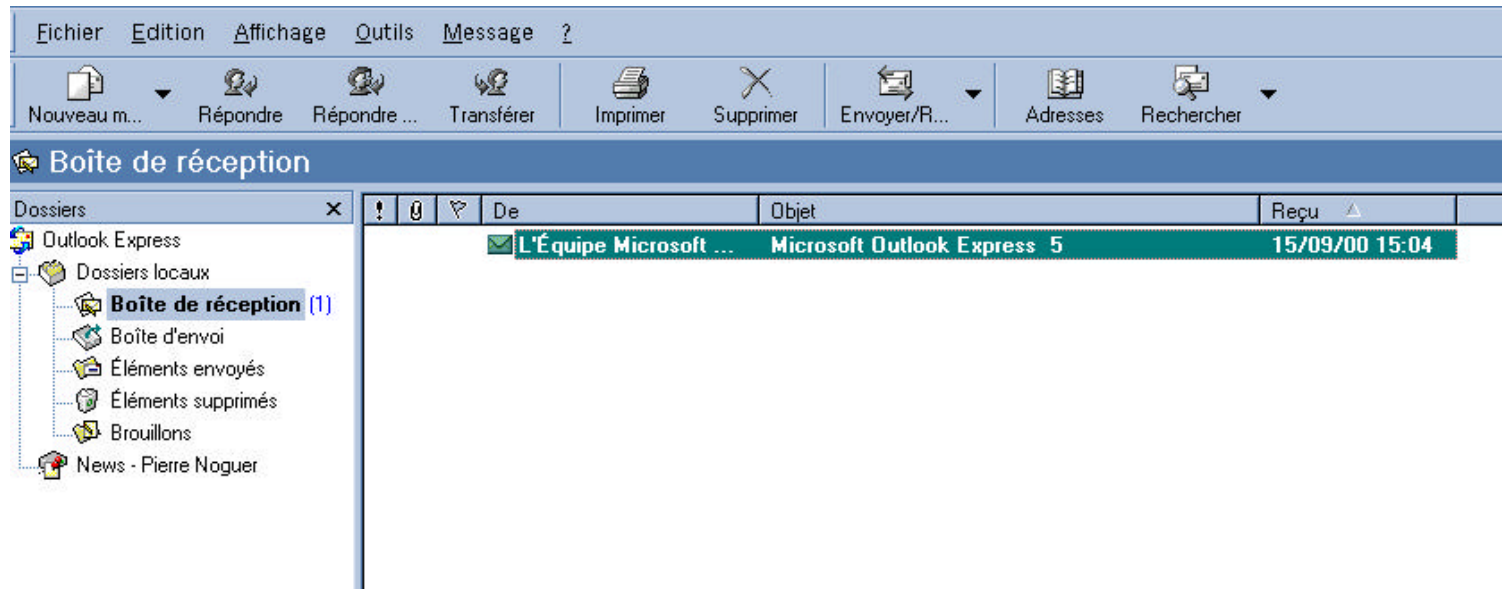 Fichier Edition Affichage Outils Message ?
Nouveau m... Répondre Répondre ... Transférer Imprimer Supprimer Envoyer/R... Adresses Rechercher
Boîte de réception
Dossiers × ! De Objet Reçu
Outlook Express
L'Équipe Microsoft ... Microsoft Outlook Express 5 15/09/00 15:04
Dossiers locaux
Boîte de réception (1)
Boîte d'envoi
Éléments envoyés
Éléments supprimés
Brouillons
News - Pierre Noguer